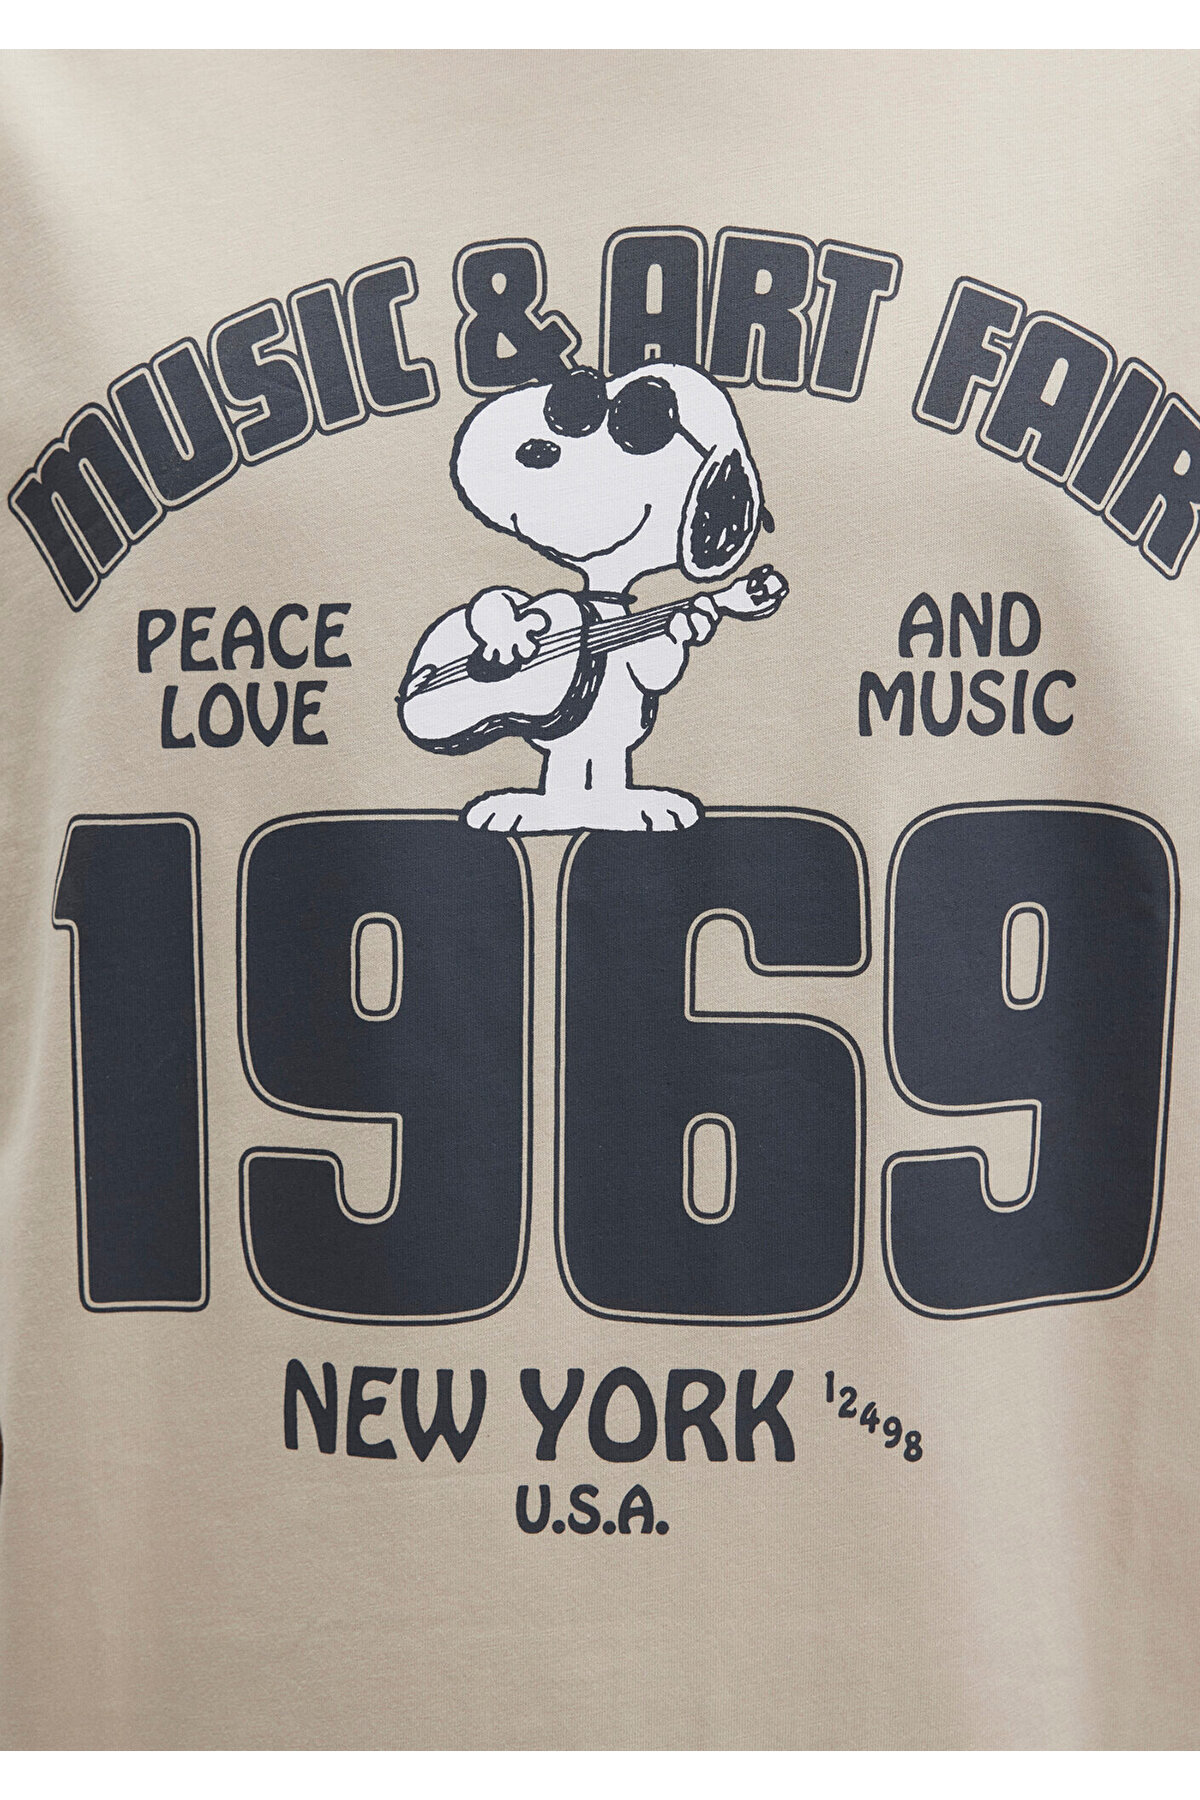 MUSIC & ART FAIR
PEACE
LOVE
AND
MUSIC
1969
NEW YORK 12498
U.S.A.